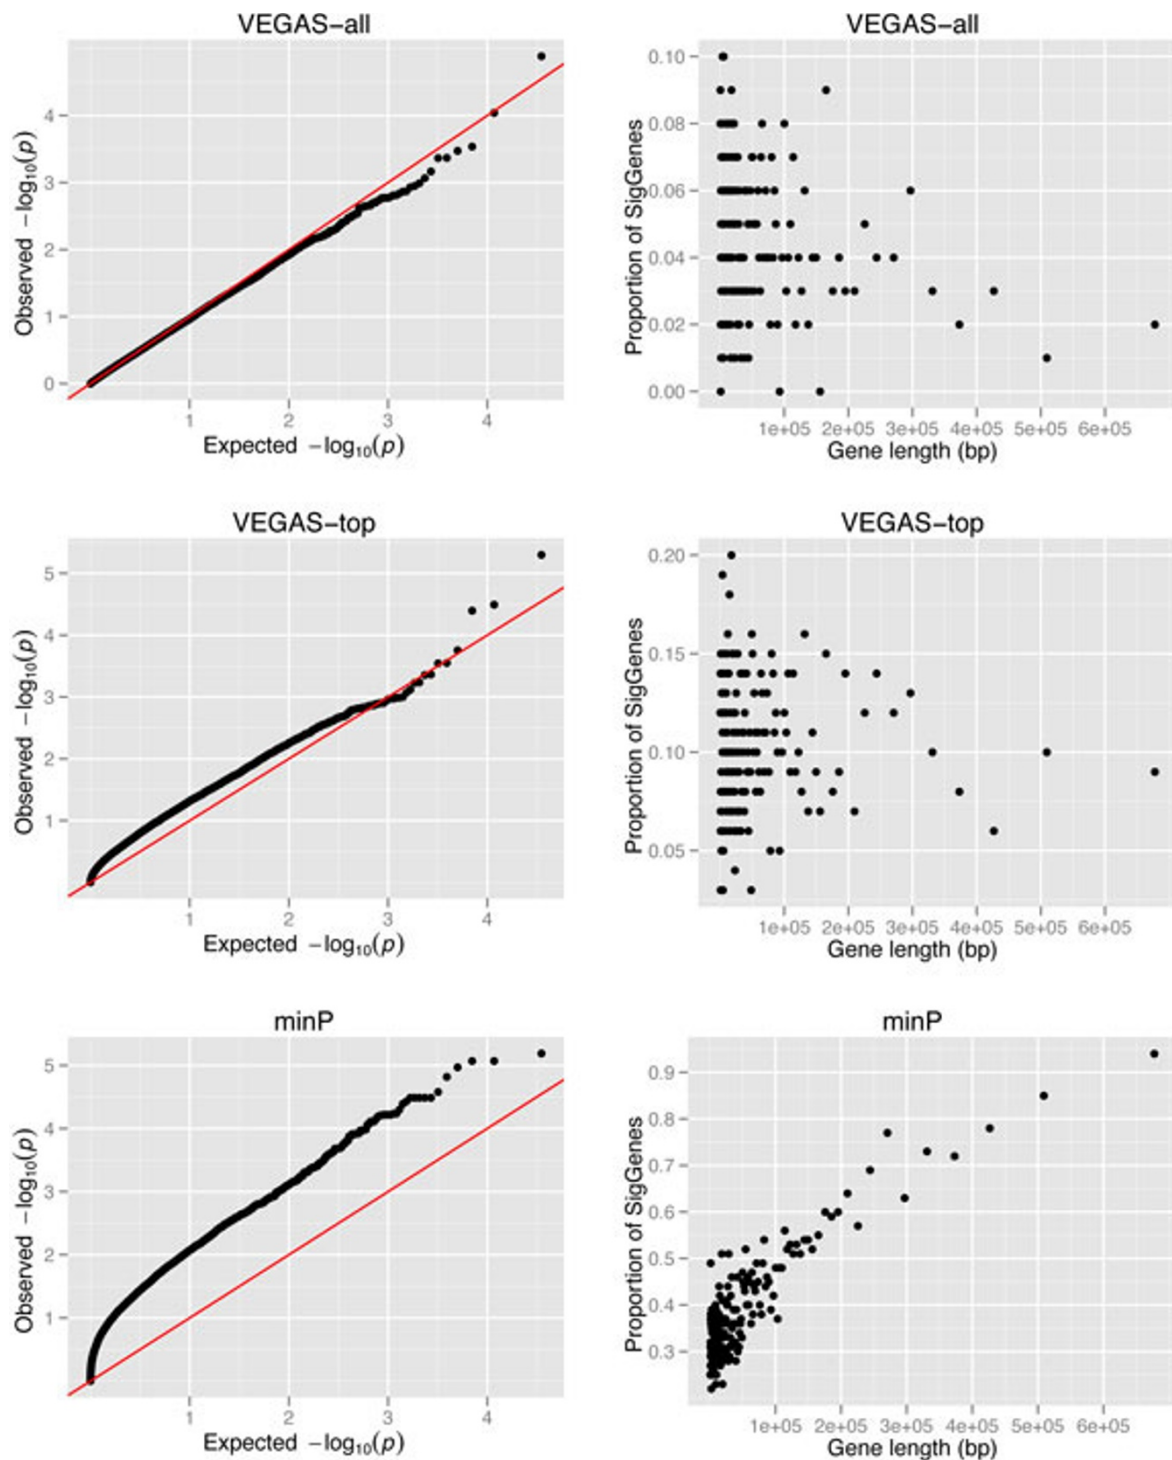 VEGAS−all
Observed −log10(p)
4
3
2
1
0
1 2 3 4
Expected −log10(p)
VEGAS−all
Proportion of SigGenes
0.10
0.08
0.06
0.04
0.02
0.00
1e+05 2e+05 3e+05 4e+05 5e+05 6e+05
Gene length (bp)
VEGAS−top
Observed −log10(p)
5
4
3
2
1
1 2 3 4
Expected −log10(p)
VEGAS−top
Proportion of SigGenes
0.20
0.15
0.10
0.05
1e+05 2e+05 3e+05 4e+05 5e+05 6e+05
Gene length (bp)
minP
Observed −log10(p)
5
4
3
2
1
1 2 3 4
Expected −log10(p)
minP
Proportion of SigGenes
0.9
0.8
0.7
0.6
0.5
0.4
0.3
1e+05 2e+05 3e+05 4e+05 5e+05 6e+05
Gene length (bp)